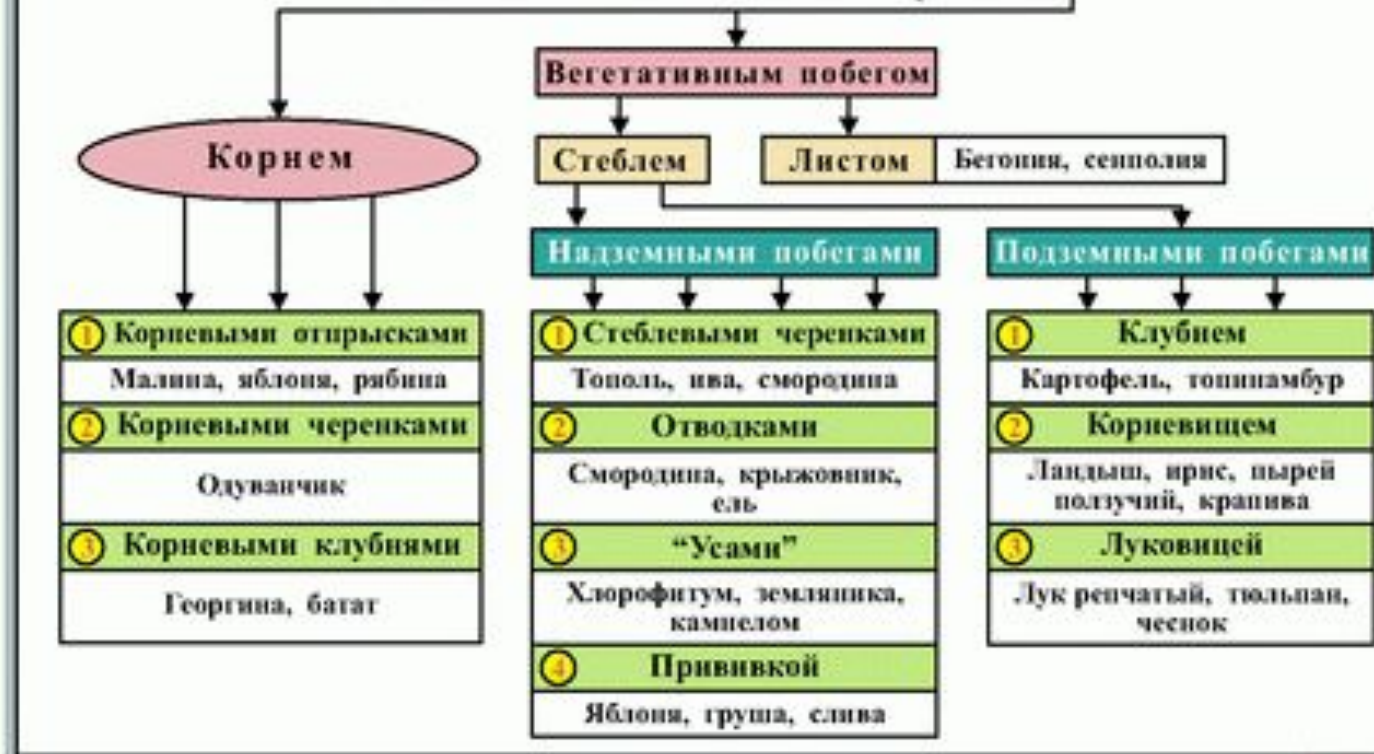 Вегетативным побегом
Корнем
Стеблем
Листом
Бегония, сенполия
Надземными побегами
Подземными побегами
1 Корневыми отпрысками
Малина, яблоня, рябина
2 Корневыми черенками
Одуванчик
3 Корневыми клубнями
Георгина, батат
1 Стеблевыми черенками
Тополь, ива, смородина
2 Отводками
Смородина, крыжовник,
ель
3 “Усами”
Хлорофитум, земляника,
камнелом
4 Прививкой
Яблоня, груша, слива
1 Клубнем
Картофель, топинамбур
2 Корневищем
Ландыш, ирис, пырей
ползучий, крапива
3 Луковицей
Лук репчатый, тюльпан,
чеснок